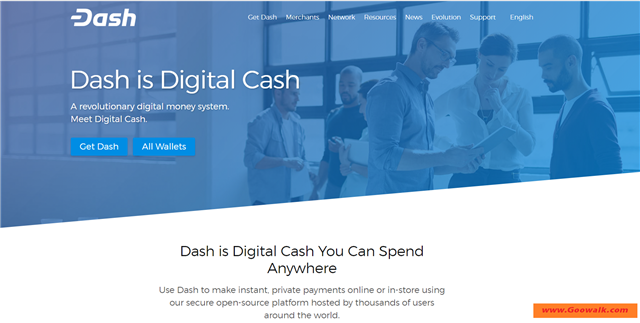 Dash
Get Dash Merchants Network Resources News Evolution Support English
Dash is Digital Cash
A revolutionary digital money system.
Meet Digital Cash.
Get Dash All Wallets
Dash is Digital Cash You Can Spend
Anywhere
Use Dash to make instant, private payments online or in-store using
our secure open-source platform hosted by thousands of users
around the world.
www.Goowalk.com